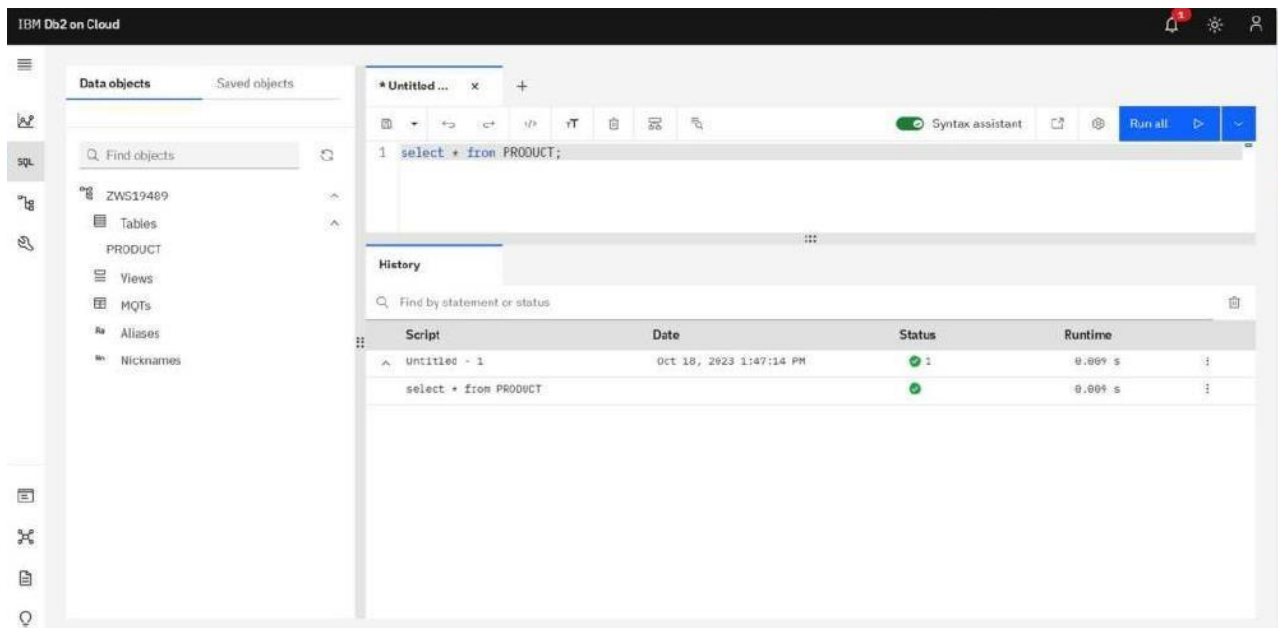 IBM Db2 on Cloud
1
Data objects
Saved objects
* Untitled ...
×
+
Syntax assistant
Run all
SQL
Find objects
1 select * from PRODUCT;
ZWS19489
Tables
PRODUCT
Views
MQTs
Aliases
Nicknames
History
Find by statement or status
Script Date Status Runtime
Untitled - 1 Oct 18, 2023 1:47:14 PM 1 0.009 s
select * from PRODUCT 0.009 s